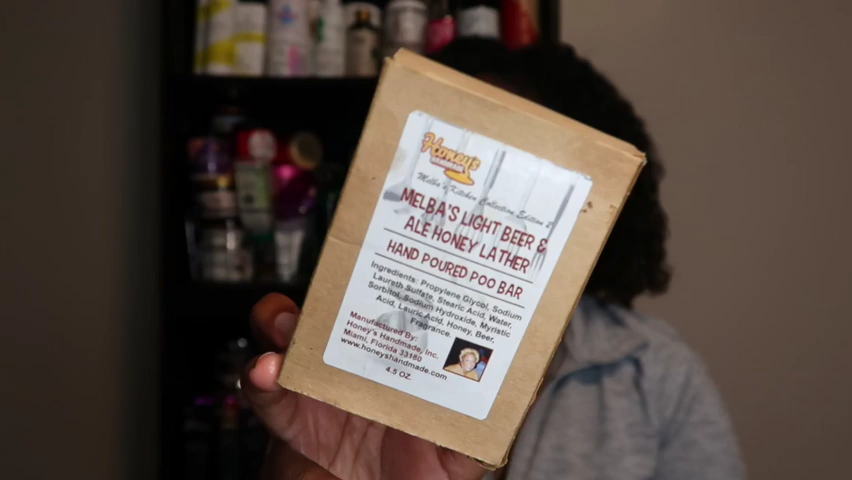 Honey's
HANDMADE
Melba's Kitchen Collection Edition 2
MELBA'S LIGHT BEER &
ALE HONEY LATHER
HAND POURED POO BAR
Ingredients: Propylene Glycol, Sodium
Laureth Sulfate, Stearic Acid, Water,
Sorbitol, Sodium Hydroxide, Myristic
Acid, Lauric Acid, Honey, Beer,
Fragrance.
Manufactured By:
Honey's Handmade, Inc.
Miami, Florida 33180
www.honeyshandmade.com
4.5 OZ.